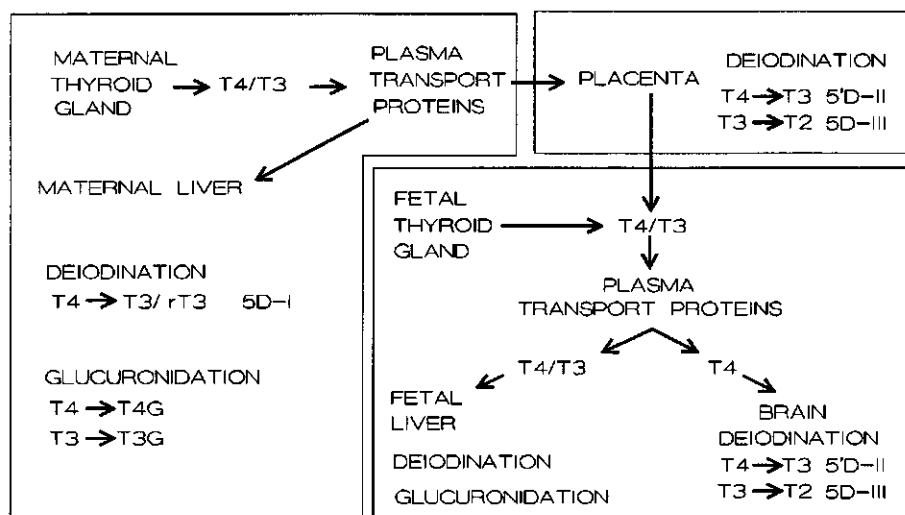 MATERNAL
THYROID
GLAND → T4/T3 →
PLASMA
TRANSPORT
PROTEINS
MATERNAL LIVER
DEIODINATION
T4 → T3/ rT3 5D-I
GLUCURONIDATION
T4 → T4G
T3 → T3G
PLACENTA
DEIODINATION
T4 → T3 5'D-II
T3 → T2 5D-III
FETAL
THYROID
GLAND
T4/T3
PLASMA
TRANSPORT PROTEINS
T4/T3
T4
FETAL
LIVER
DEIODINATION
GLUCURONIDATION
BRAIN
DEIODINATION
T4 → T3 5'D-II
T3 → T2 5D-III